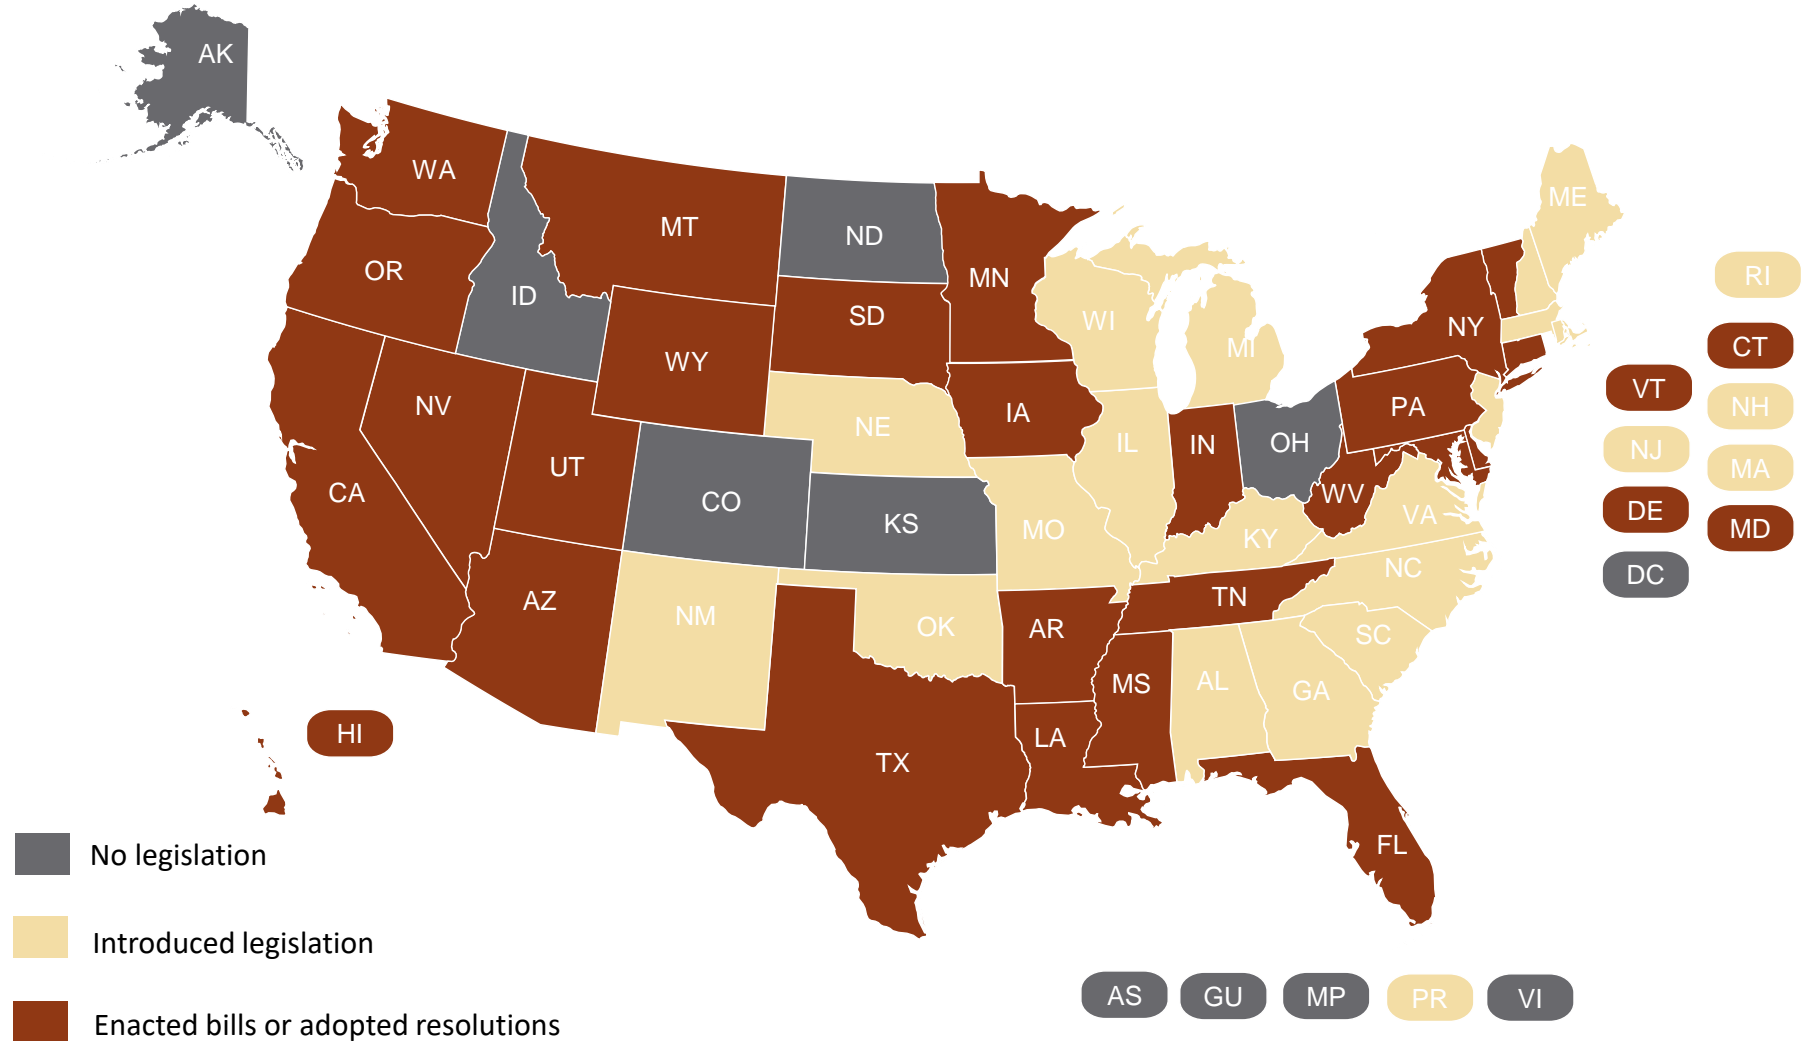 AK
WA
MT
ND
MN
ME
OR
ID
SD
WI
MI
NY
RI
WY
CT
NV
NE
IA
PA
VT
NH
UT
IL
IN
OH
NJ
MA
CA
CO
KS
MO
WV
VA
DE
MD
KY
NC
DC
AZ
NM
OK
AR
TN
SC
MS
AL
GA
HI
TX
LA
FL
No legislation
Introduced legislation
Enacted bills or adopted resolutions
AS
GU
MP
PR
VI